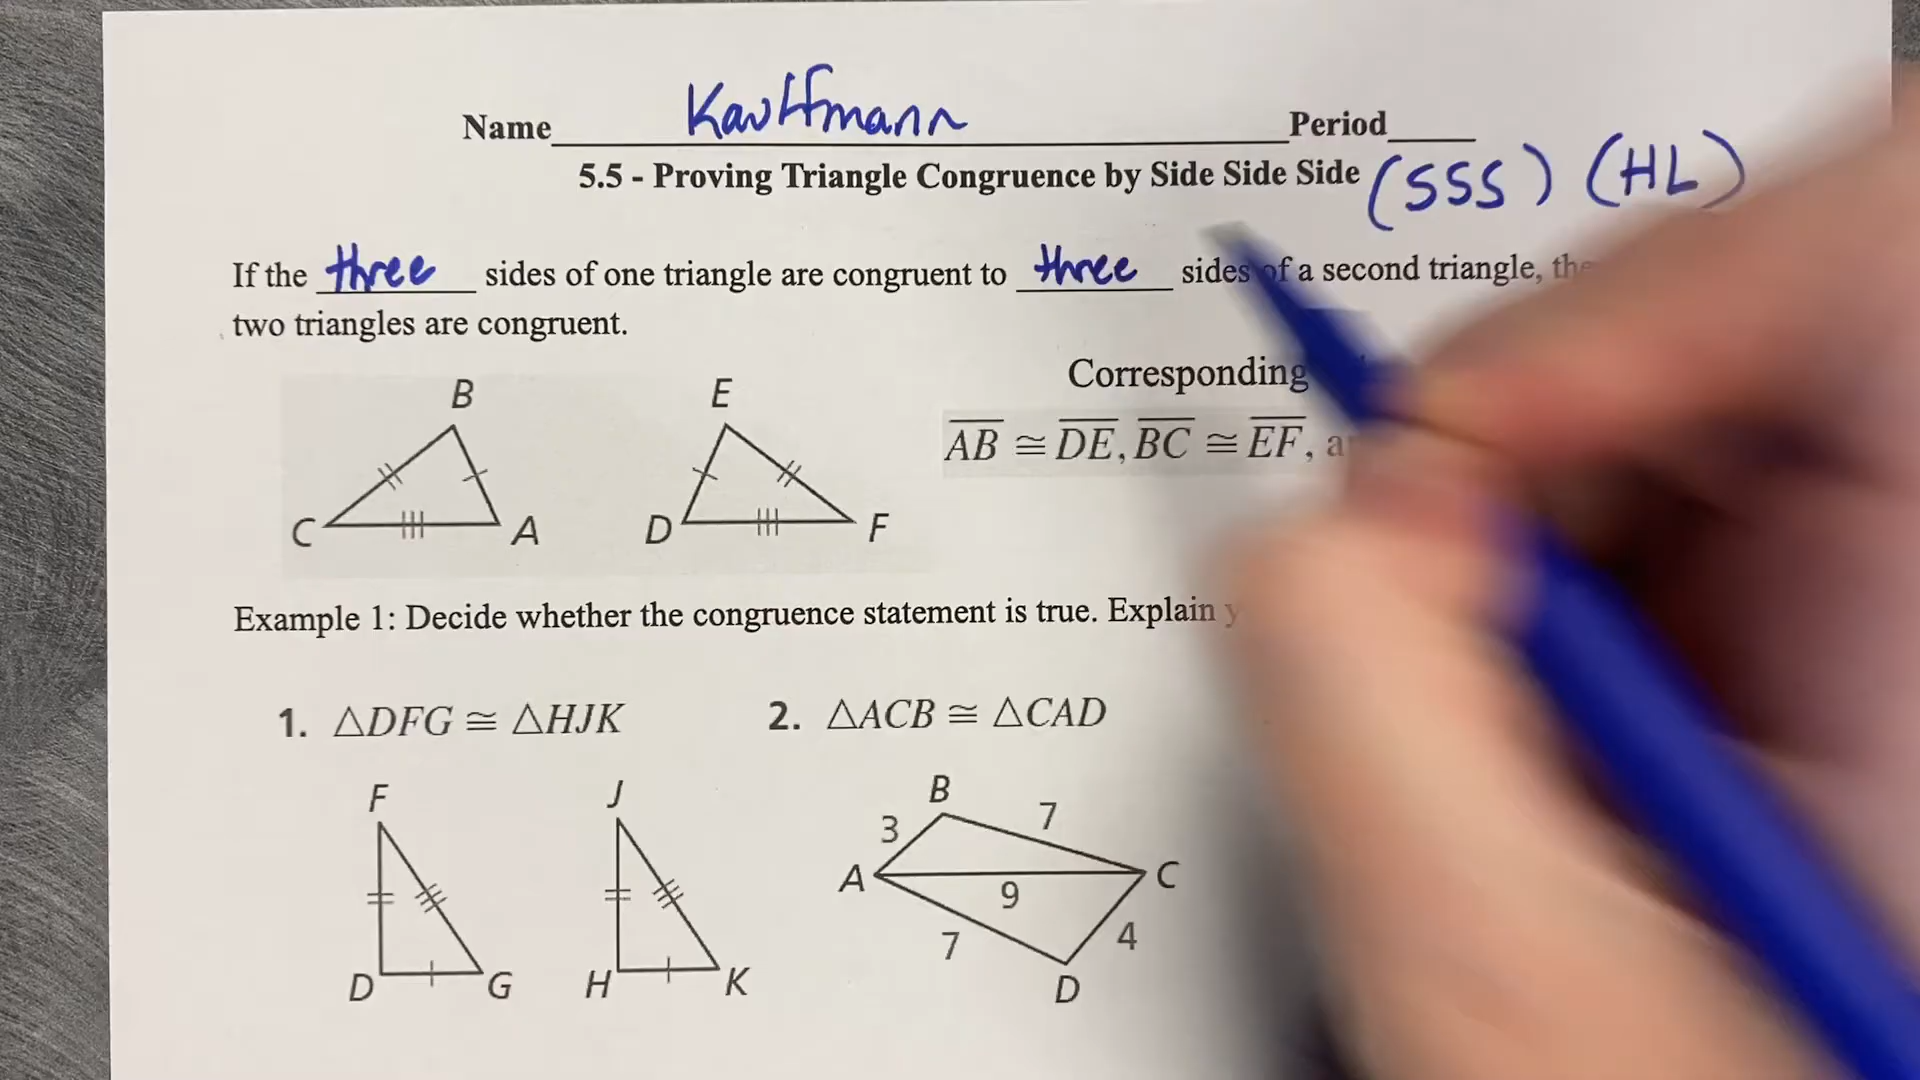 Name Kauffmann Period
5.5 - Proving Triangle Congruence by Side Side Side (SSS) (HL)
If the three sides of one triangle are congruent to three sides of a second triangle,
two triangles are congruent.
B E
C A D F
Corresponding
AB ≅ DE, BC ≅ EF,
Example 1: Decide whether the congruence statement is true. Explain
1. △DFG ≅ △HJK 2. △ACB ≅ △CAD
F J B 7
3
A C
9
7 4
D G H K D